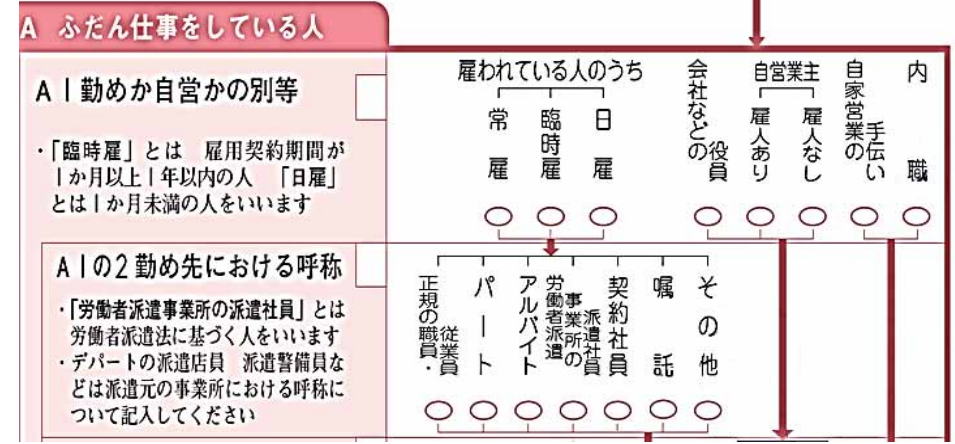 A ふだん仕事をしている人
A1勤めか自営かの別等
・「臨時雇」とは 雇用契約期間が
1か月以上1年以内の人 「日雇」
とは1か月未満の人をいいます
雇われている人のうち
常雇
臨時雇
日雇
会社などの
役員
自営業主
雇人あり
雇人なし
自家営業の
手伝い
内職
A1の2勤め先における呼称
・「労働者派遣事業所の派遣社員」とは
労働者派遣法に基づく人をいいます
・デパートの派遣店員 派遣警備員な
どは派遣元の事業所における呼称に
ついて記入してください
正規の職員・
従業員
パート
アルバイト
労働者派遣
事業所の
派遣社員
契約社員
嘱託
その他